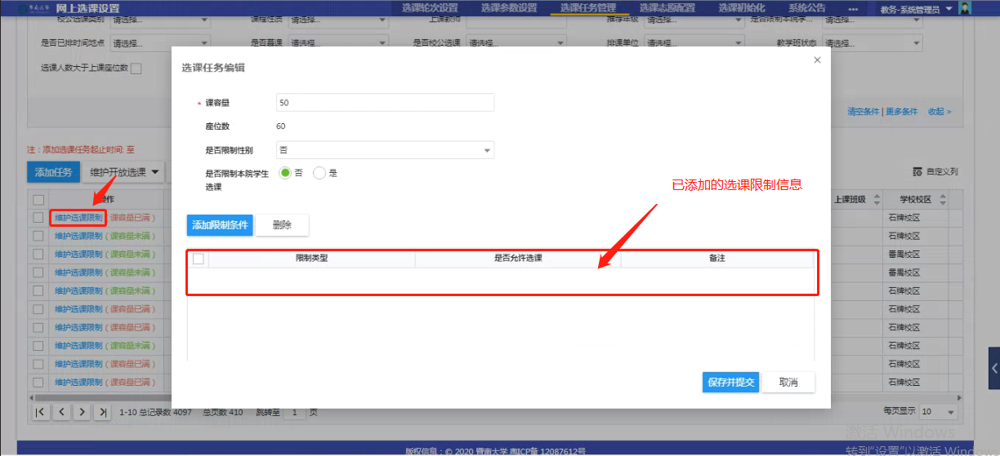 暨南大学 网上选课设置 选课轮次设置 选课参数设置 选课任务管理 选课志愿配置 选课初始化 系统公告 ... 教务-系统管理员
校公选课类别 请选择... 课程性质 请选择... 上课教师 推荐年级 请选择... 是否限制本院学... 请选择...
是否已排时间地点 请选择... 是否慕课 请选择... 是否校公选课 请选择... 排课单位 请选择... 教学班状态 请选择...
选课人数大于上课座位数
清空条件 | 更多条件 收起 >
选课任务编辑 ×
* 课容量 50
座位数 60
是否限制性别 否
是否限制本院学生选课 否 是
已添加的选课限制信息
添加限制条件 删除
限制类型 是否允许选课 备注
保存并提交 取消
注：添加选课任务起止时间: 至
添加任务 维护开放选课 自定义列
操作 上课班级 学校校区
维护选课限制 ( 课容量已满 ) 石牌校区
维护选课限制 ( 课容量未满 ) 石牌校区
维护选课限制 ( 课容量未满 ) 番禺校区
维护选课限制 ( 课容量未满 ) 番禺校区
维护选课限制 ( 课容量未满 ) 石牌校区
维护选课限制 ( 课容量已满 ) 石牌校区
维护选课限制 ( 课容量已满 ) 石牌校区
维护选课限制 ( 课容量未满 ) 石牌校区
维护选课限制 ( 课容量已满 ) 石牌校区
维护选课限制 ( 课容量已满 ) 石牌校区
1-10 总记录数 4097 总页数 410 跳转至 1 页 每页显示 10
激活 Windows
转到"设置"以激活 Windows
版权信息：© 2020 暨南大学 粤ICP备 12087612号